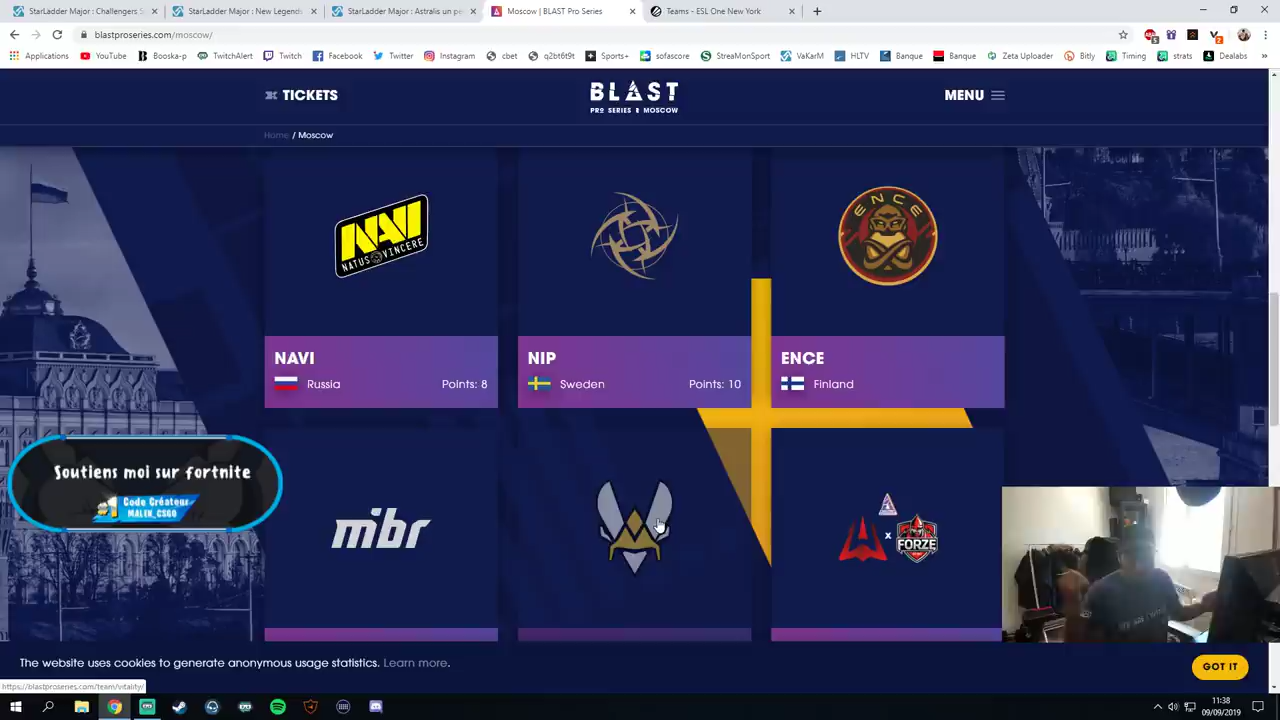 StarLadder Major : Challengers S
StarLadder Major : New Legends
StarLadder Major : Astralis un pe
Moscow | BLAST Pro Series
Teams - ESL One New York
blastproseries.com/moscow/
Applications YouTube Booska-p TwitchAlert Twitch Facebook Twitter Instagram cbet q2bt6t9t Sports+ sofascore StreaMonSport VaKarM HLTV Banque Banque Zeta Uploader Bitly Timing strats Dealabs »
TICKETS
BLAST
PRO SERIES MOSCOW
MENU
Home / Moscow
NAVI
NATUS VINCERE
ENCE
NAVI
Russia Points: 8
NIP
Sweden Points: 10
ENCE
Finland
Soutiens moi sur fortnite
Code Créateur
MALEK_CSGO
mibr
x
FORZE
The website uses cookies to generate anonymous usage statistics. Learn more.
GOT IT
https://blastproseries.com/team/vitality/
11:38
09/09/2019